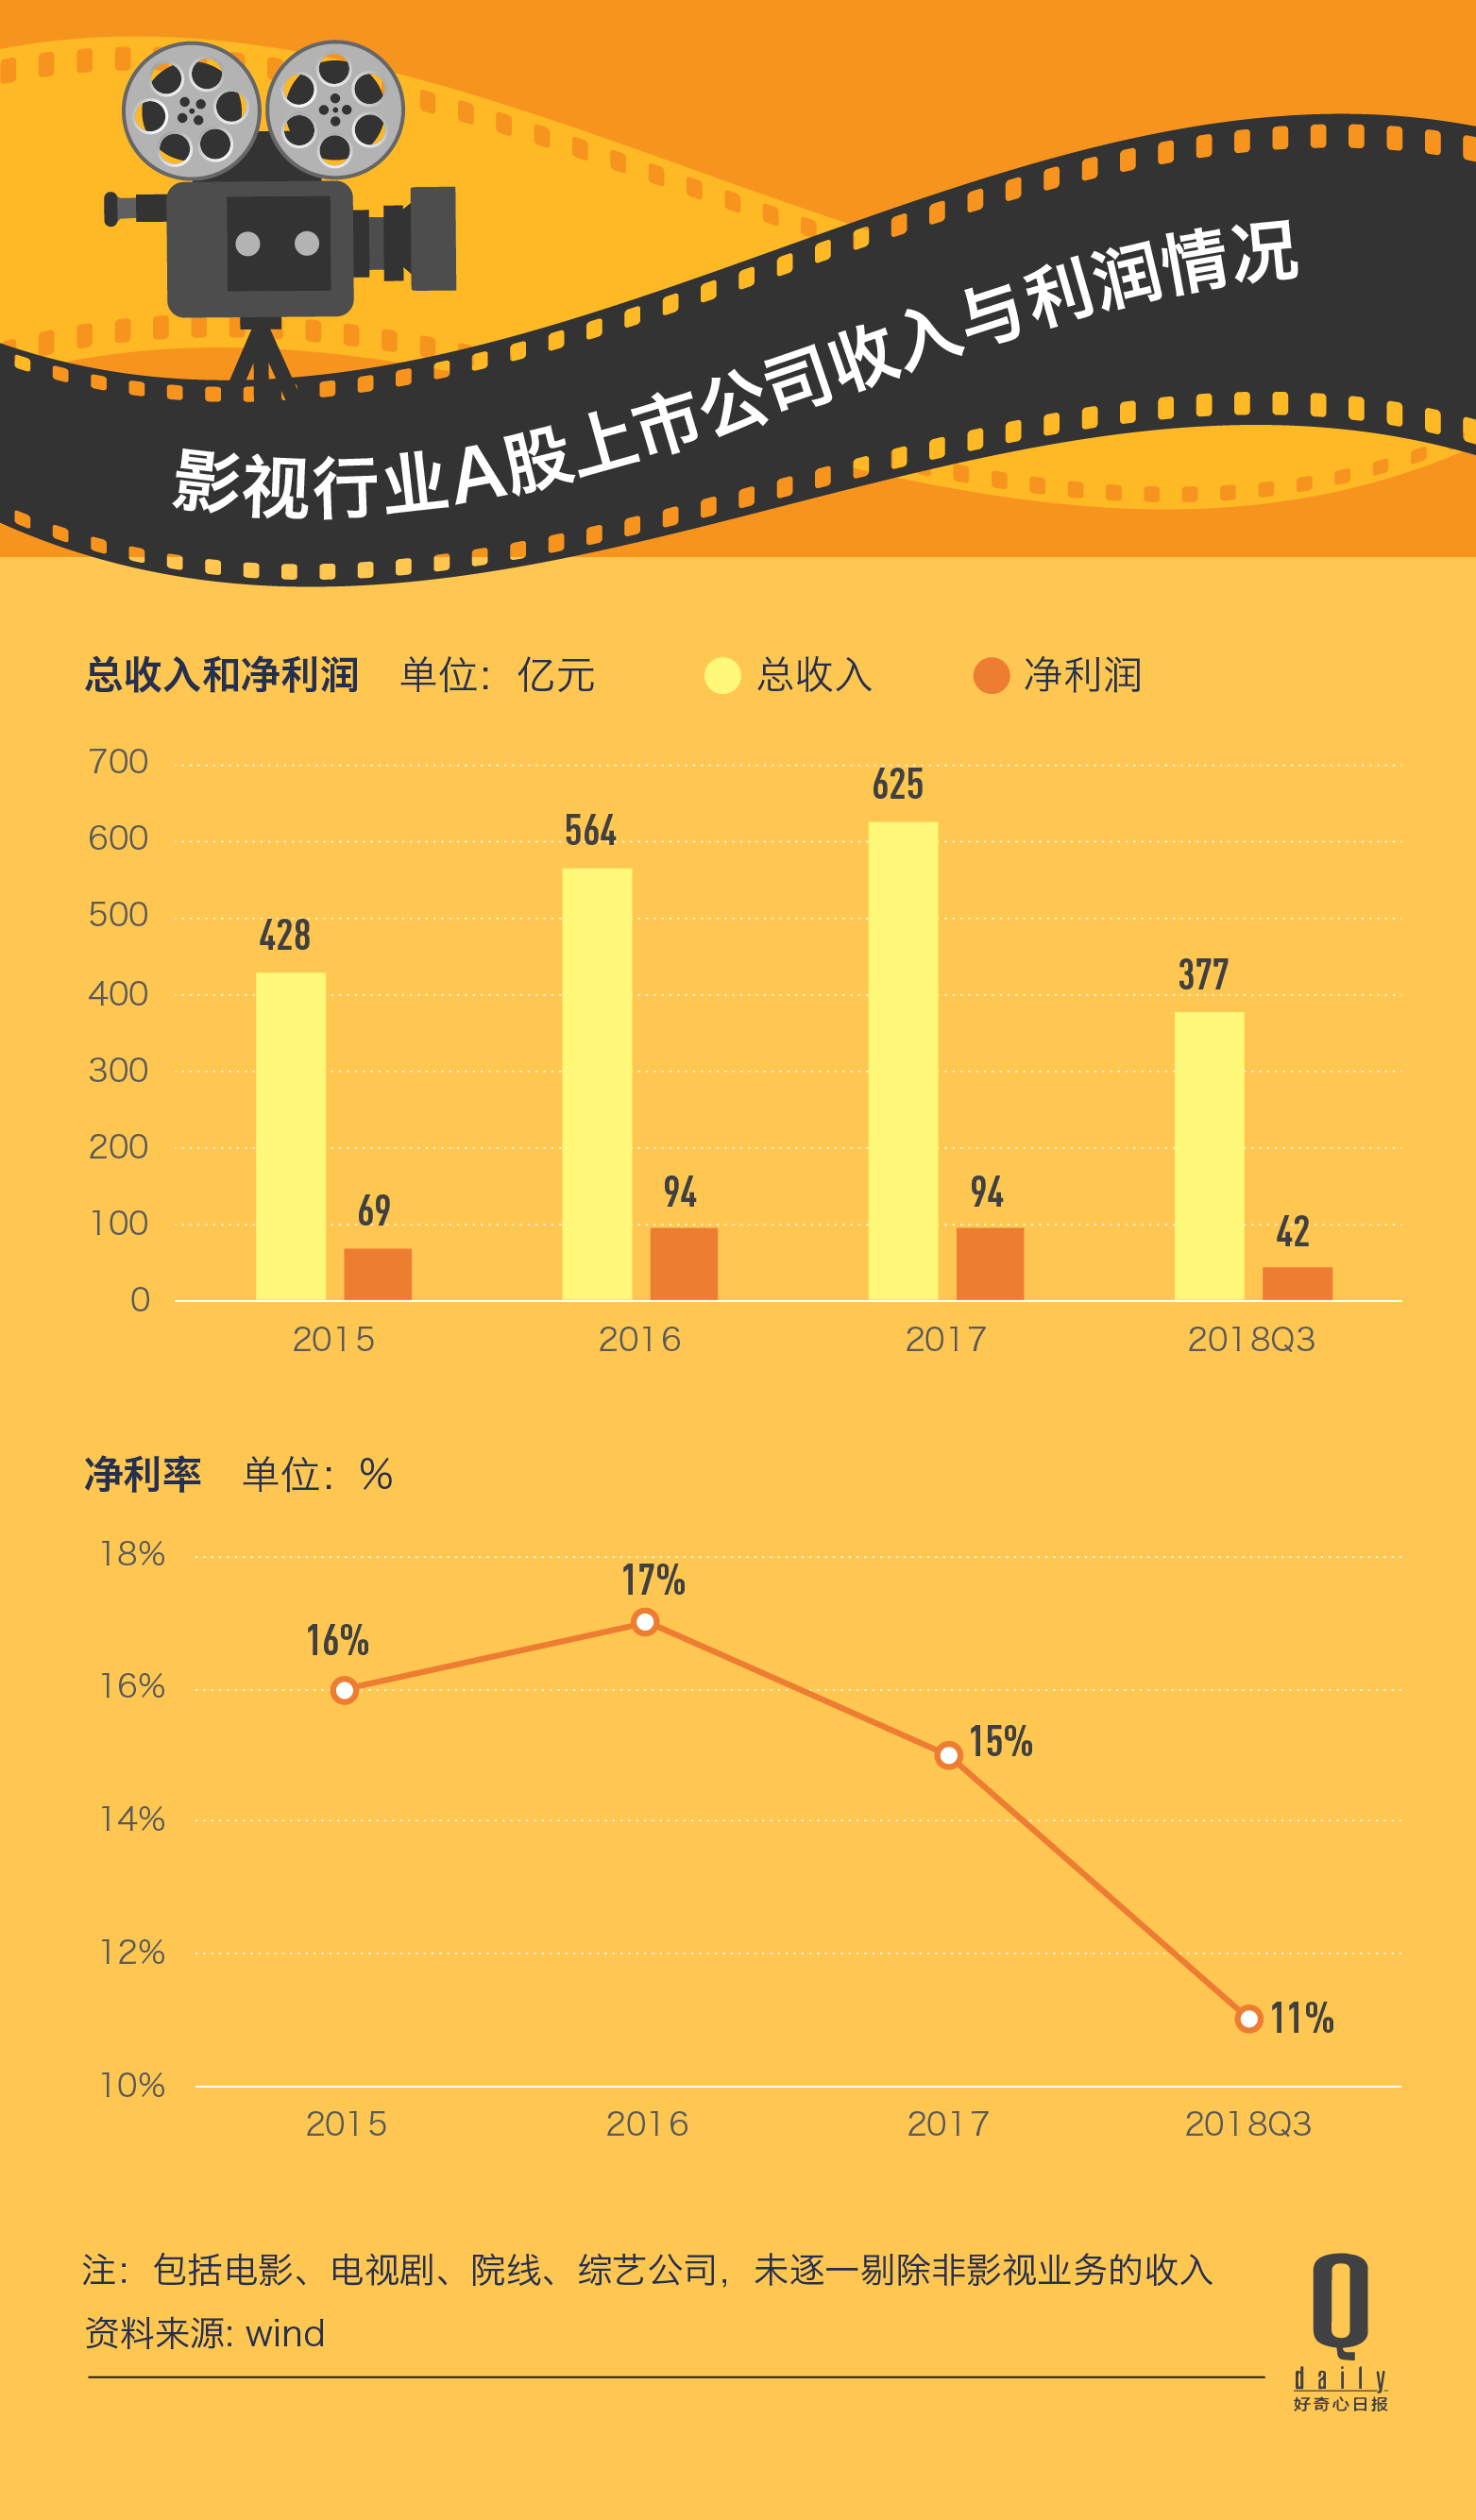 影视行业A股上市公司收入与利润情况
总收入和净利润 单位：亿元 总收入 净利润
700
625
600
564
500
428
400
377
300
200
100
69
94
94
42
0
2015 2016 2017 2018Q3
净利率 单位：%
18%
17%
16%
16%
15%
14%
12%
11%
10%
2015 2016 2017 2018Q3
注：包括电影、电视剧、院线、综艺公司，未逐一剔除非影视业务的收入
资料来源: wind
Q
daily
好奇心日报